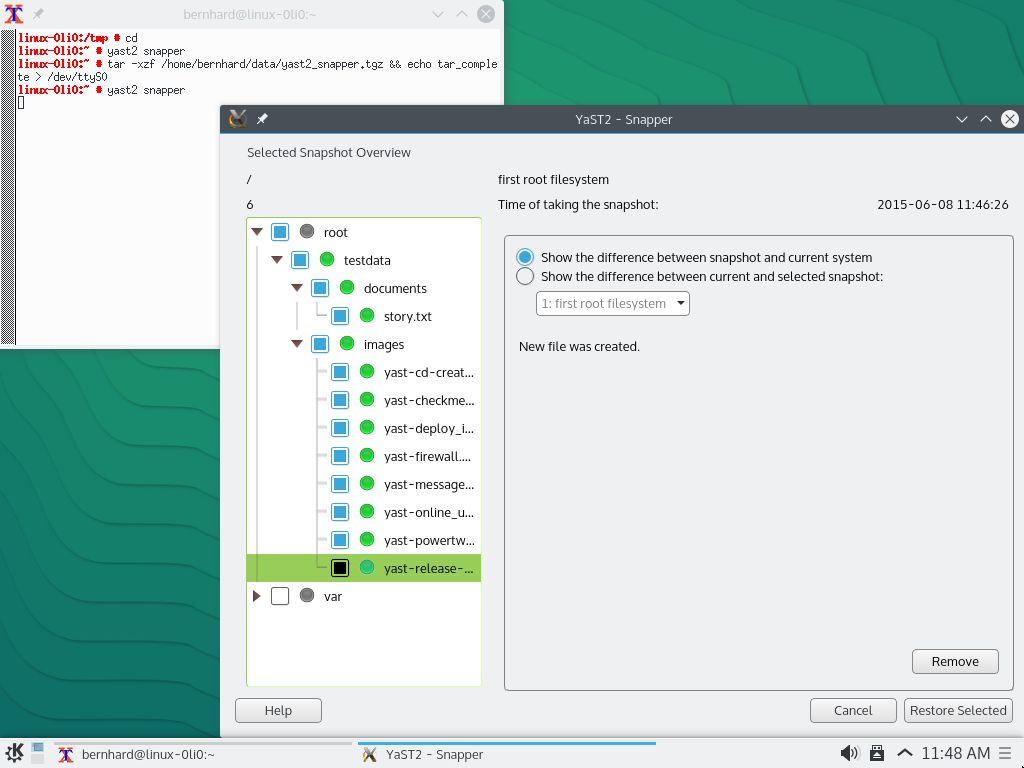 bernhard@linux-0li0:~
linux-0li0:/tmp # cd
linux-0li0:~ # yast2 snapper
linux-0li0:~ # tar -xzf /home/bernhard/data/yast2_snapper.tgz && echo tar_comple
te > /dev/ttyS0
linux-0li0:~ # yast2 snapper
YaST2 - Snapper
Selected Snapshot Overview
/
first root filesystem
6
Time of taking the snapshot:
2015-06-08 11:46:26
root
testdata
documents
story.txt
images
yast-cd-creat...
yast-checkme...
yast-deploy_i...
yast-firewall....
yast-message...
yast-online_u...
yast-powertw...
yast-release-...
var
Show the difference between snapshot and current system
Show the difference between current and selected snapshot:
1: first root filesystem
New file was created.
Remove
Help
Cancel
Restore Selected
bernhard@linux-0li0:~
YaST2 - Snapper
11:48 AM